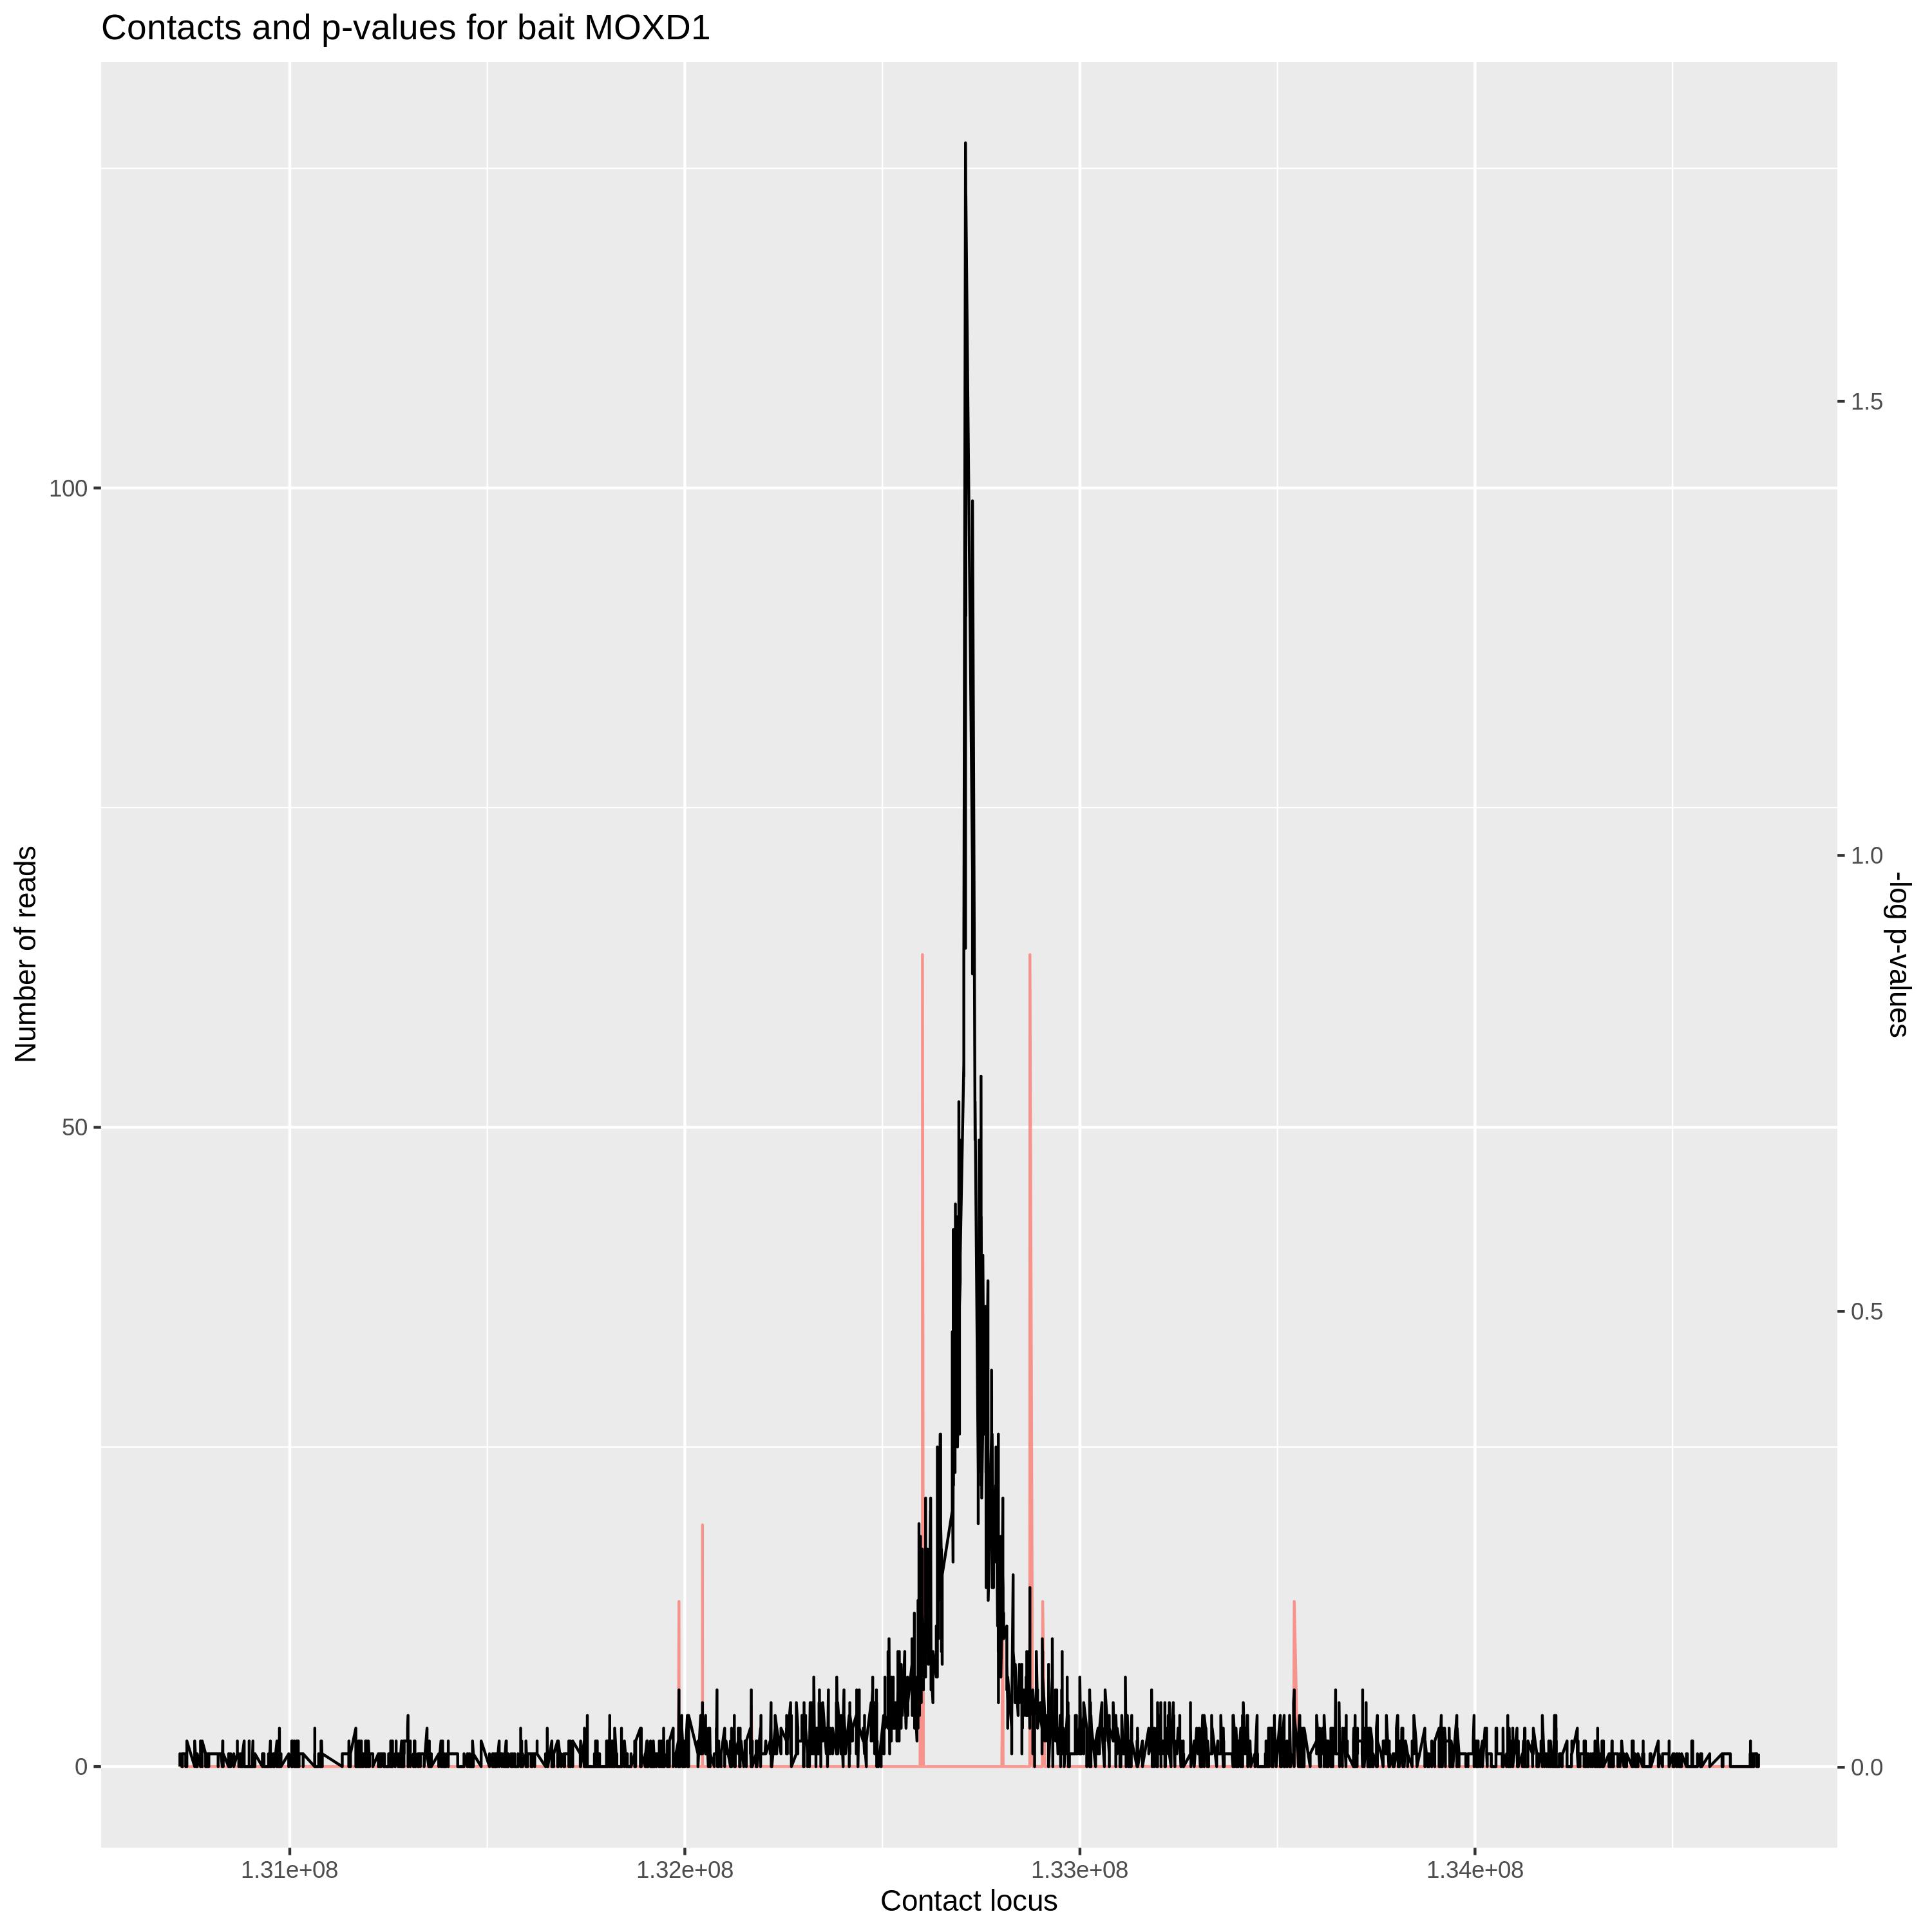 Contacts and p-values for bait MOXD1
1.5
100
1.0
Number of reads
-log p-values
50
0.5
0
0.0
1.31e+08
1.32e+08
1.33e+08
1.34e+08
Contact locus